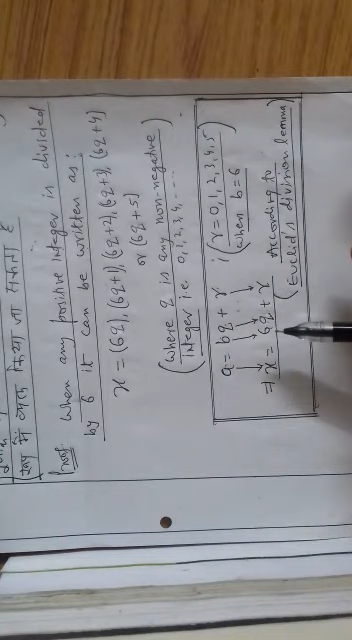 रूप में व्यक्त किया जा सकता है
Proof. When any positive integer is divided
by 6 it can be written as:
x = (6q), (6q+1), (6q+2), (6q+3), (6q+4)
or (6q+5)
(where q is any non-negative
integer i.e. 0,1,2,3,4, ....)
a = bq + r ; (r = 0,1,2,3,4,5
when b = 6)
⇒ x = 6q + r (According to
Euclid's division lemma)